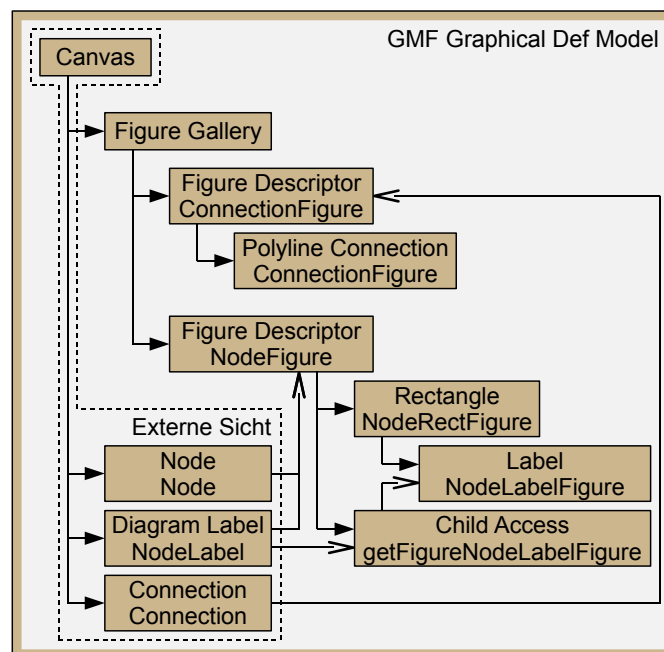 GMF Graphical Def Model
Canvas
Figure Gallery
Figure Descriptor
ConnectionFigure
Polyline Connection
ConnectionFigure
Figure Descriptor
NodeFigure
Rectangle
NodeRectFigure
Externe Sicht
Node
Node
Label
NodeLabelFigure
Diagram Label
NodeLabel
Child Access
getFigureNodeLabelFigure
Connection
Connection